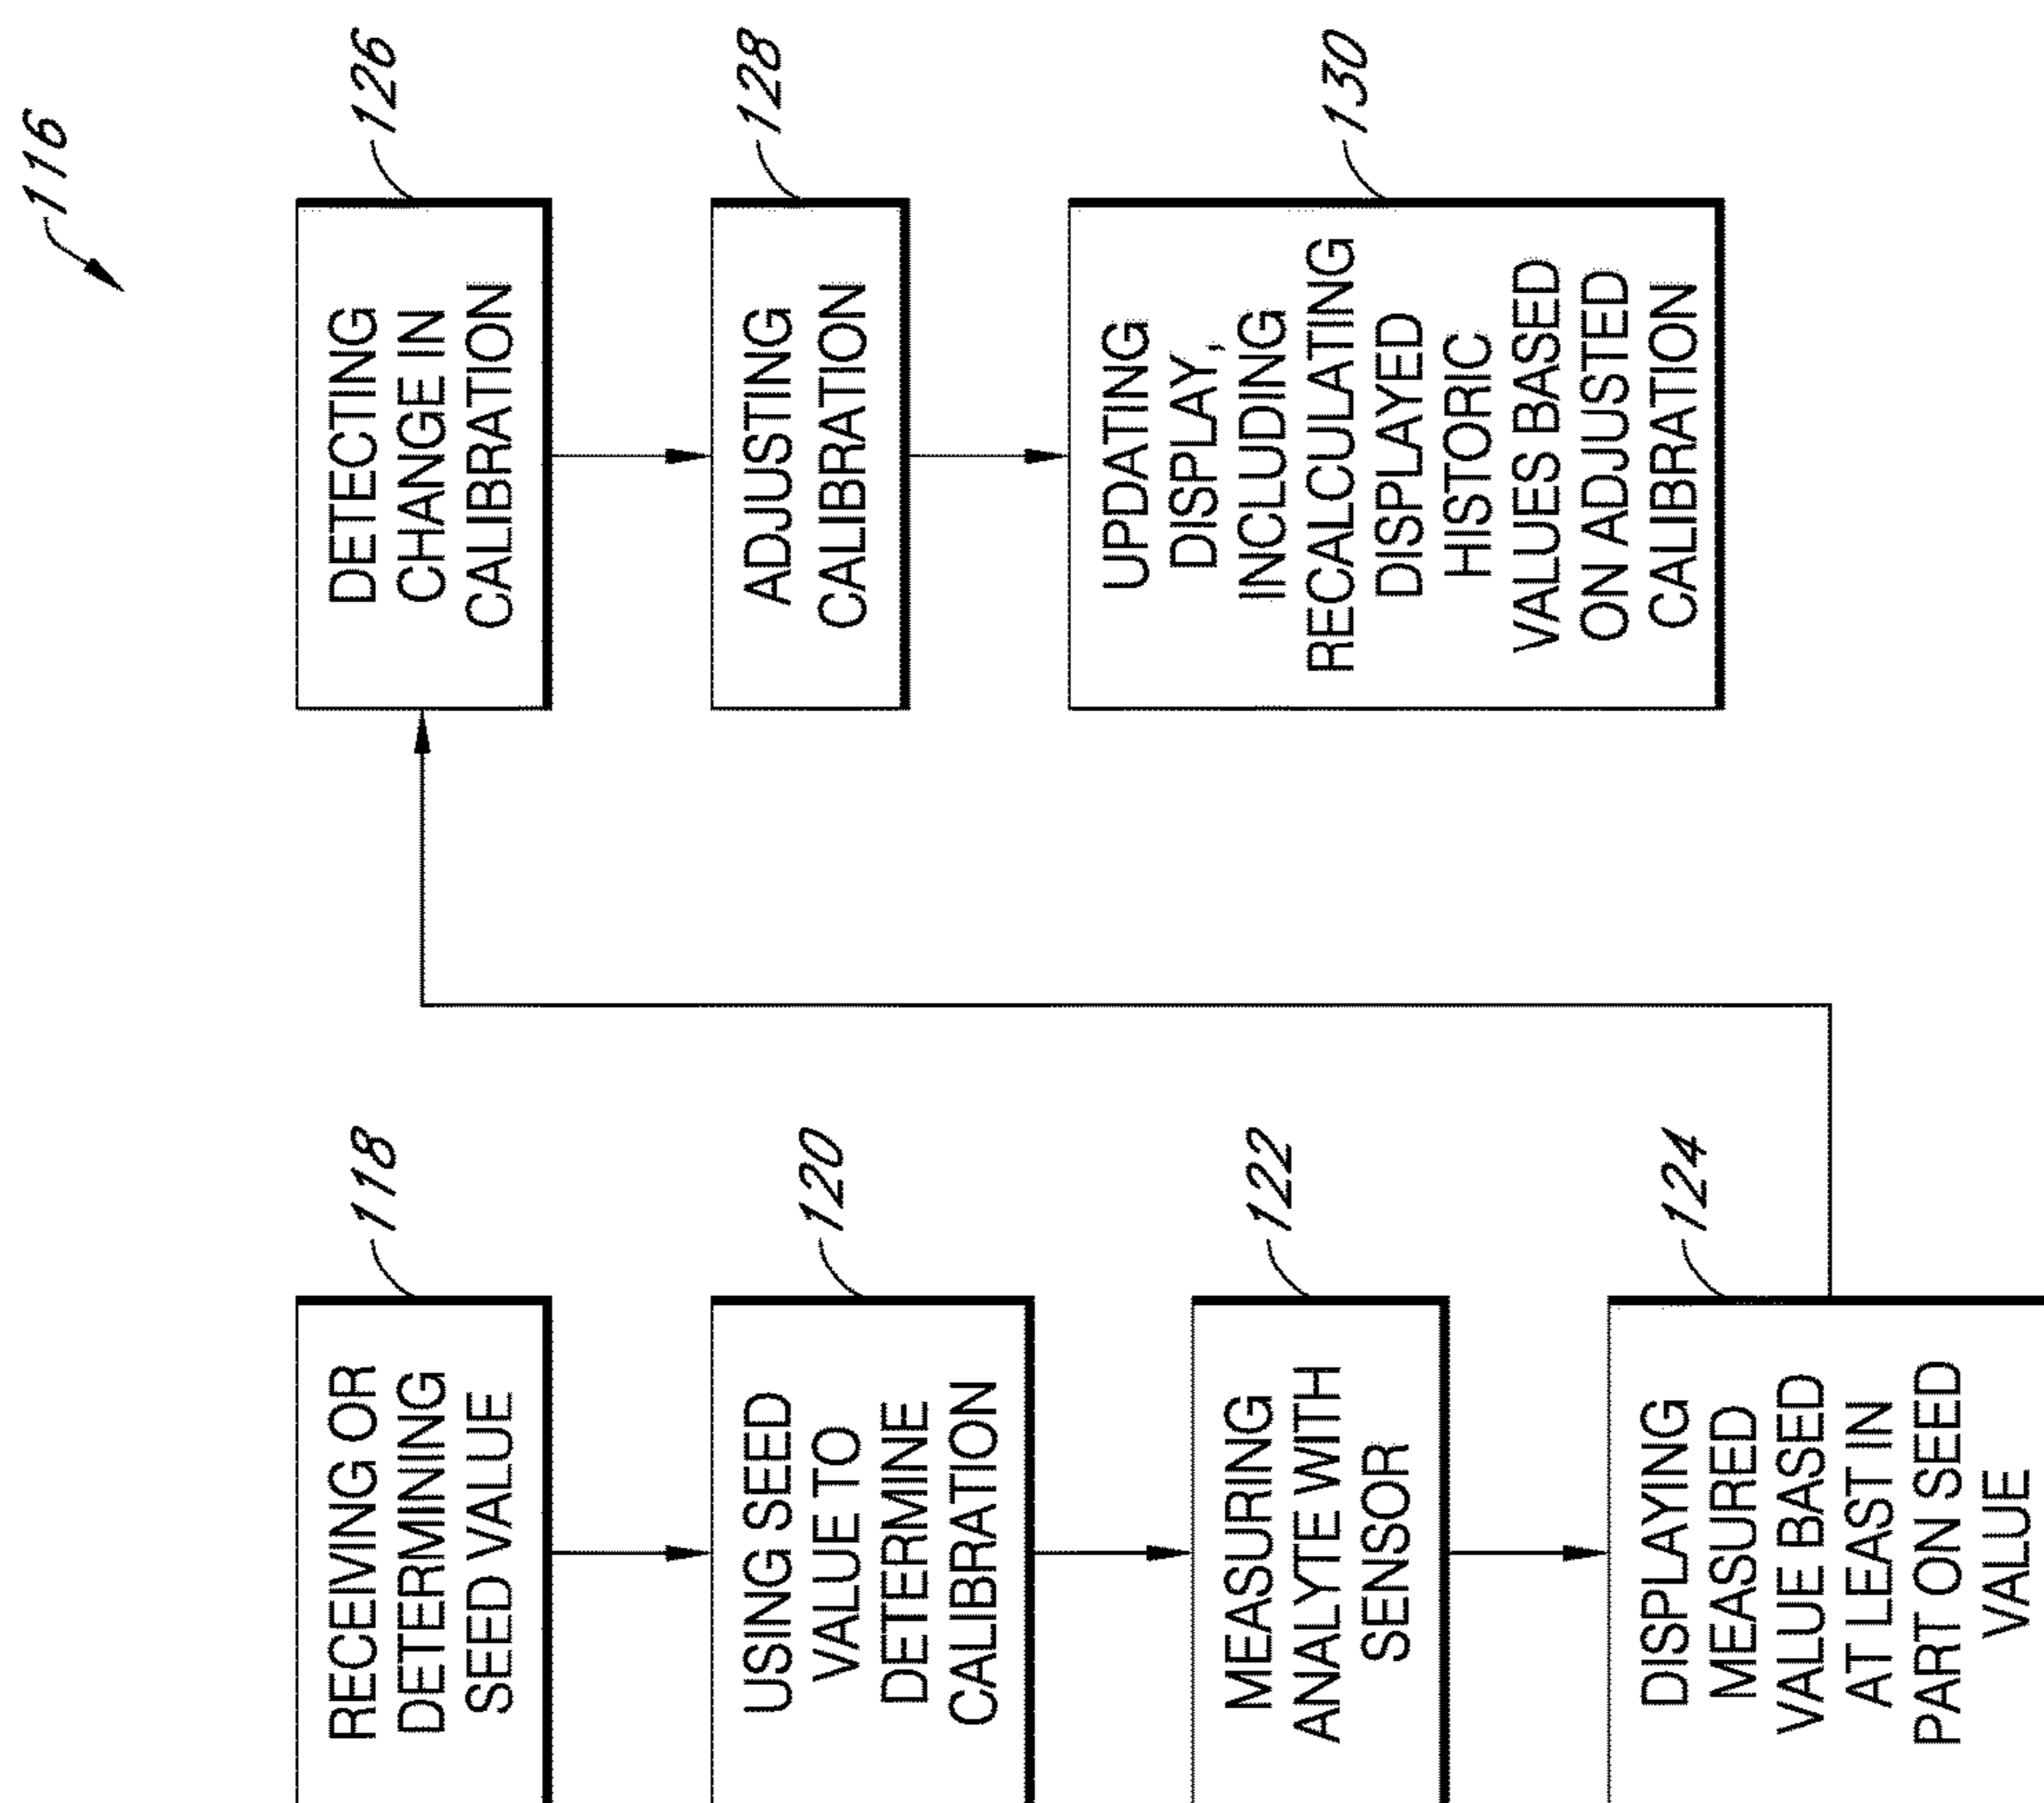 116
118
RECEIVING OR
DETERMINING
SEED VALUE
120
USING SEED
VALUE TO
DETERMINE
CALIBRATION
122
MEASURING
ANALYTE WITH
SENSOR
124
DISPLAYING
MEASURED
VALUE BASED
AT LEAST IN
PART ON SEED
VALUE
126
DETECTING
CHANGE IN
CALIBRATION
128
ADJUSTING
CALIBRATION
130
UPDATING
DISPLAY,
INCLUDING
RECALCULATING
DISPLAYED
HISTORIC
VALUES BASED
ON ADJUSTED
CALIBRATION